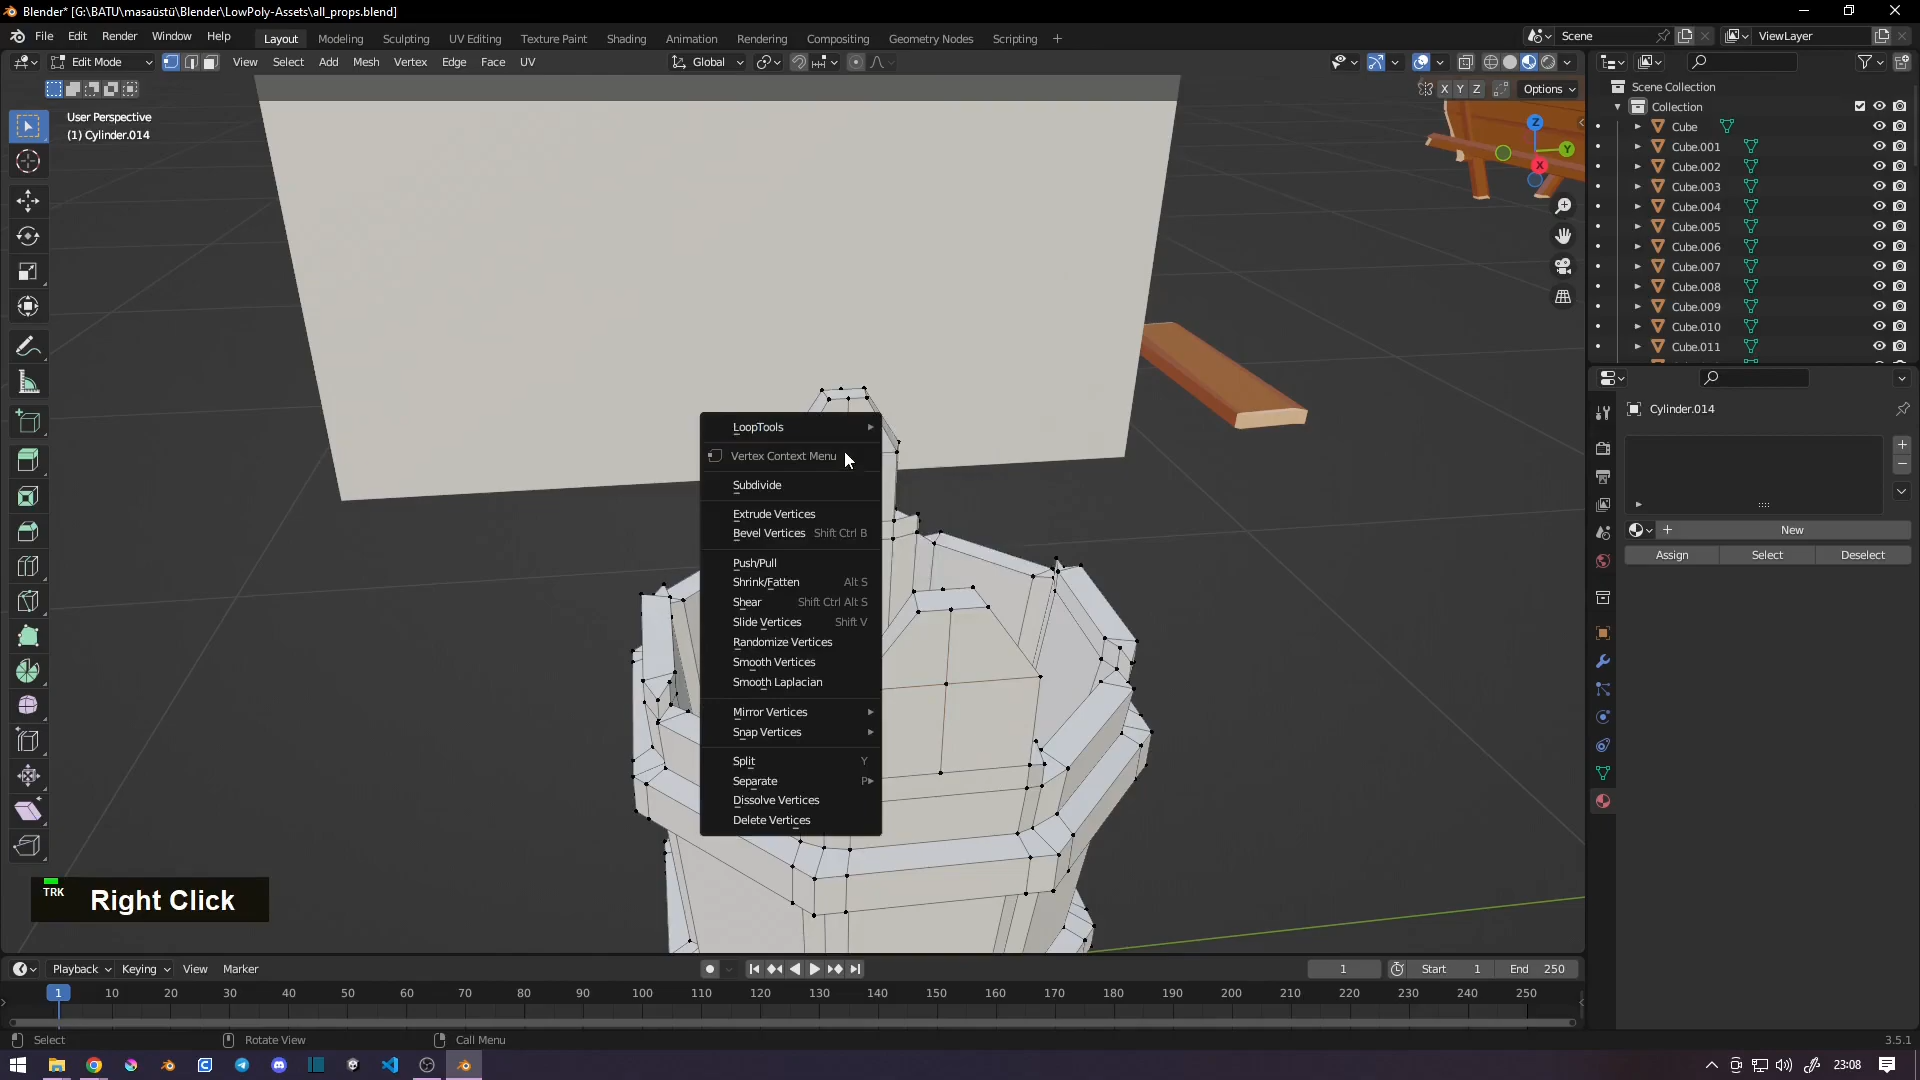 Blender* [G:\BATU\masaüstü\Blender\LowPoly-Assets\all_props.blend]
File Edit Render Window Help
Layout Modeling Sculpting UV Editing Texture Paint Shading Animation Rendering Compositing Geometry Nodes Scripting
Scene
ViewLayer
Edit Mode
View Select Add Mesh Vertex Edge Face UV
Global
X Y Z
Options
User Perspective
(1) Cylinder.014
Z
Y
X
Scene Collection
Collection
Cube
Cube.001
Cube.002
Cube.003
Cube.004
Cube.005
Cube.006
Cube.007
Cube.008
Cube.009
Cube.010
Cube.011
Cylinder.014
New
Assign Select Deselect
LoopTools
Vertex Context Menu
Subdivide
Extrude Vertices
Bevel Vertices Shift Ctrl B
Push/Pull
Shrink/Fatten Alt S
Shear Shift Ctrl Alt S
Slide Vertices Shift V
Randomize Vertices
Smooth Vertices
Smooth Laplacian
Mirror Vertices
Snap Vertices
Split Y
Separate P
Dissolve Vertices
Delete Vertices
TRK
Right Click
Playback Keying View Marker
1
Start 1
End 250
1 10 20 30 40 50 60 70 80 90 100 110 120 130 140 150 160 170 180 190 200 210 220 230 240 250
Select
Rotate View
Call Menu
3.5.1
23:08